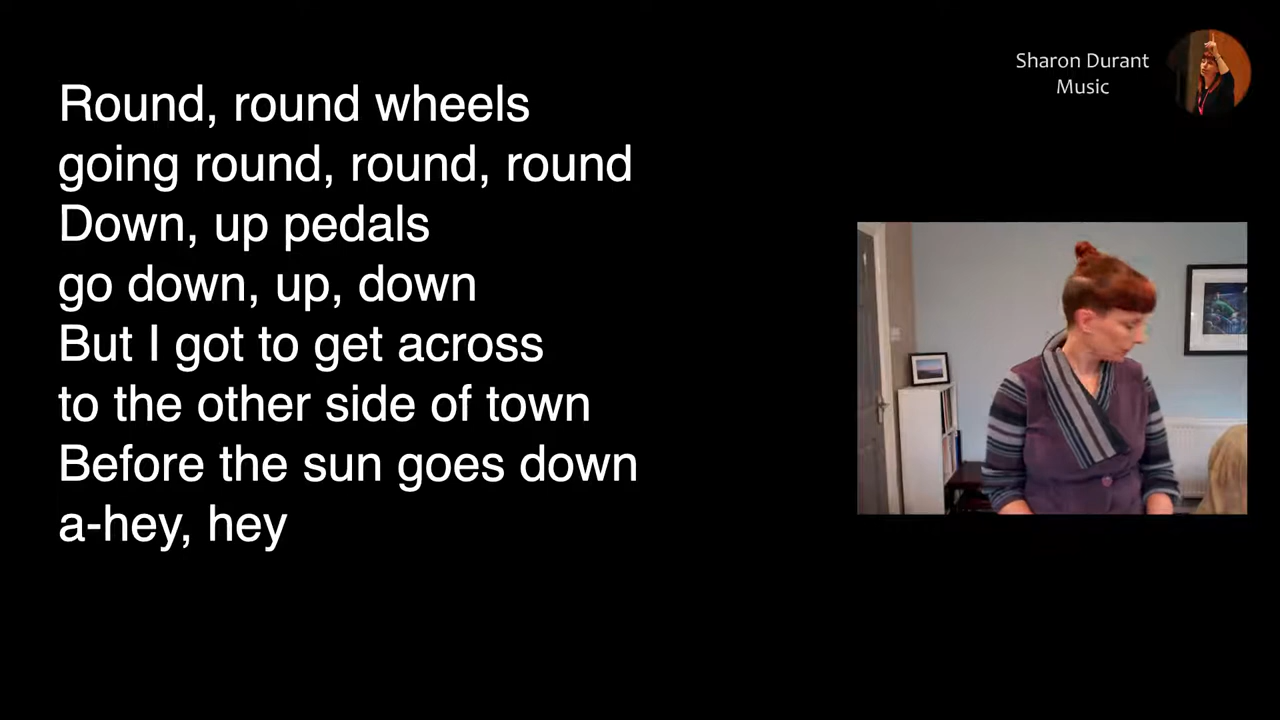 Sharon Durant
Music
Round, round wheels
going round, round, round
Down, up pedals
go down, up, down
But I got to get across
to the other side of town
Before the sun goes down
a-hey, hey